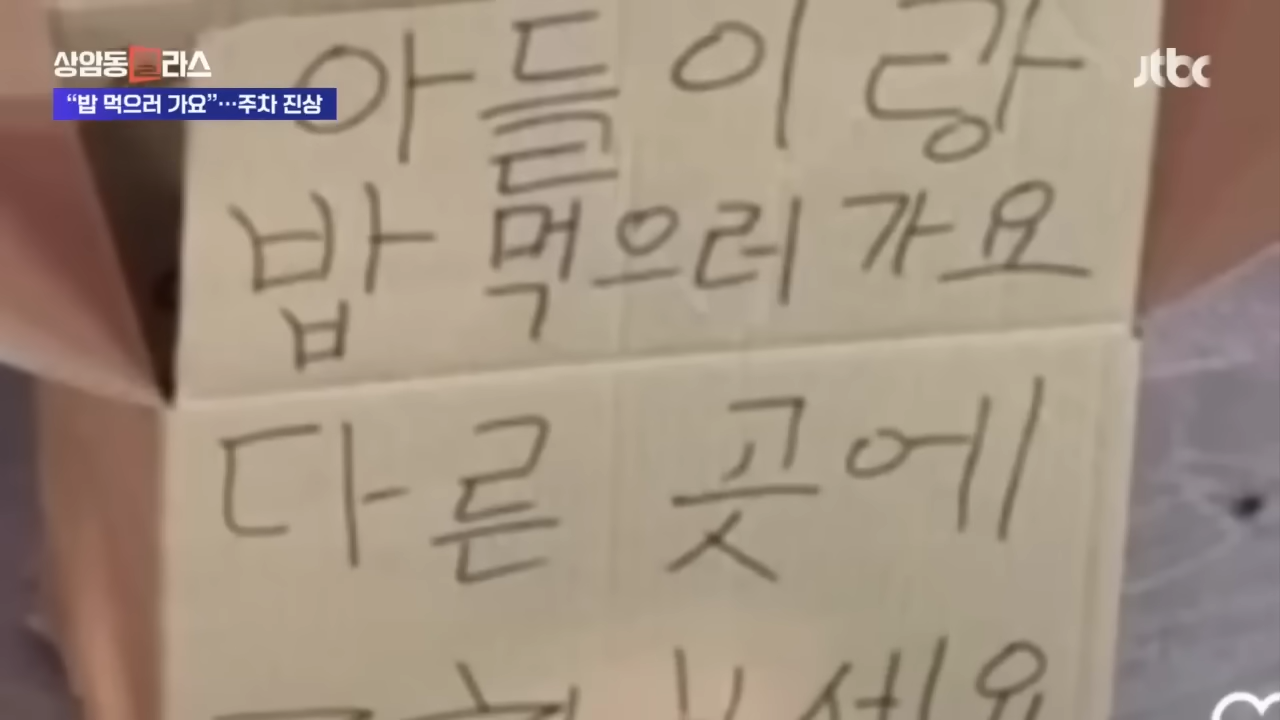 상암동클라스
jtbc
“밥 먹으러 가요”…주차 진상
아들이랑
밥 먹으러 가요
다른 곳에